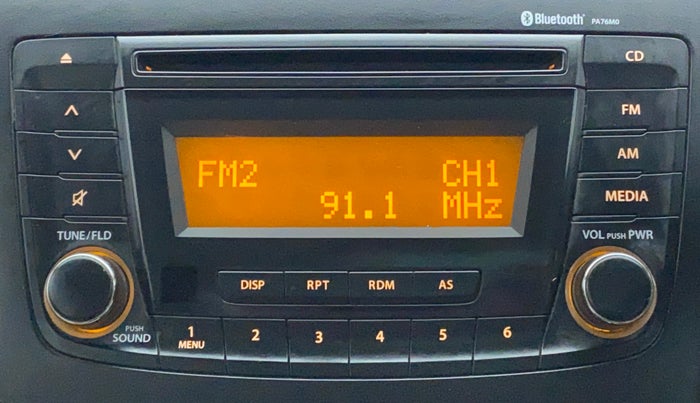 Bluetooth PA76M0
CD
FM
AM
MEDIA
FM2 CH1
91.1 MHz
TUNE/FLD
VOL PUSH PWR
DISP RPT RDM AS
PUSH
SOUND
1 2 3 4 5 6
MENU